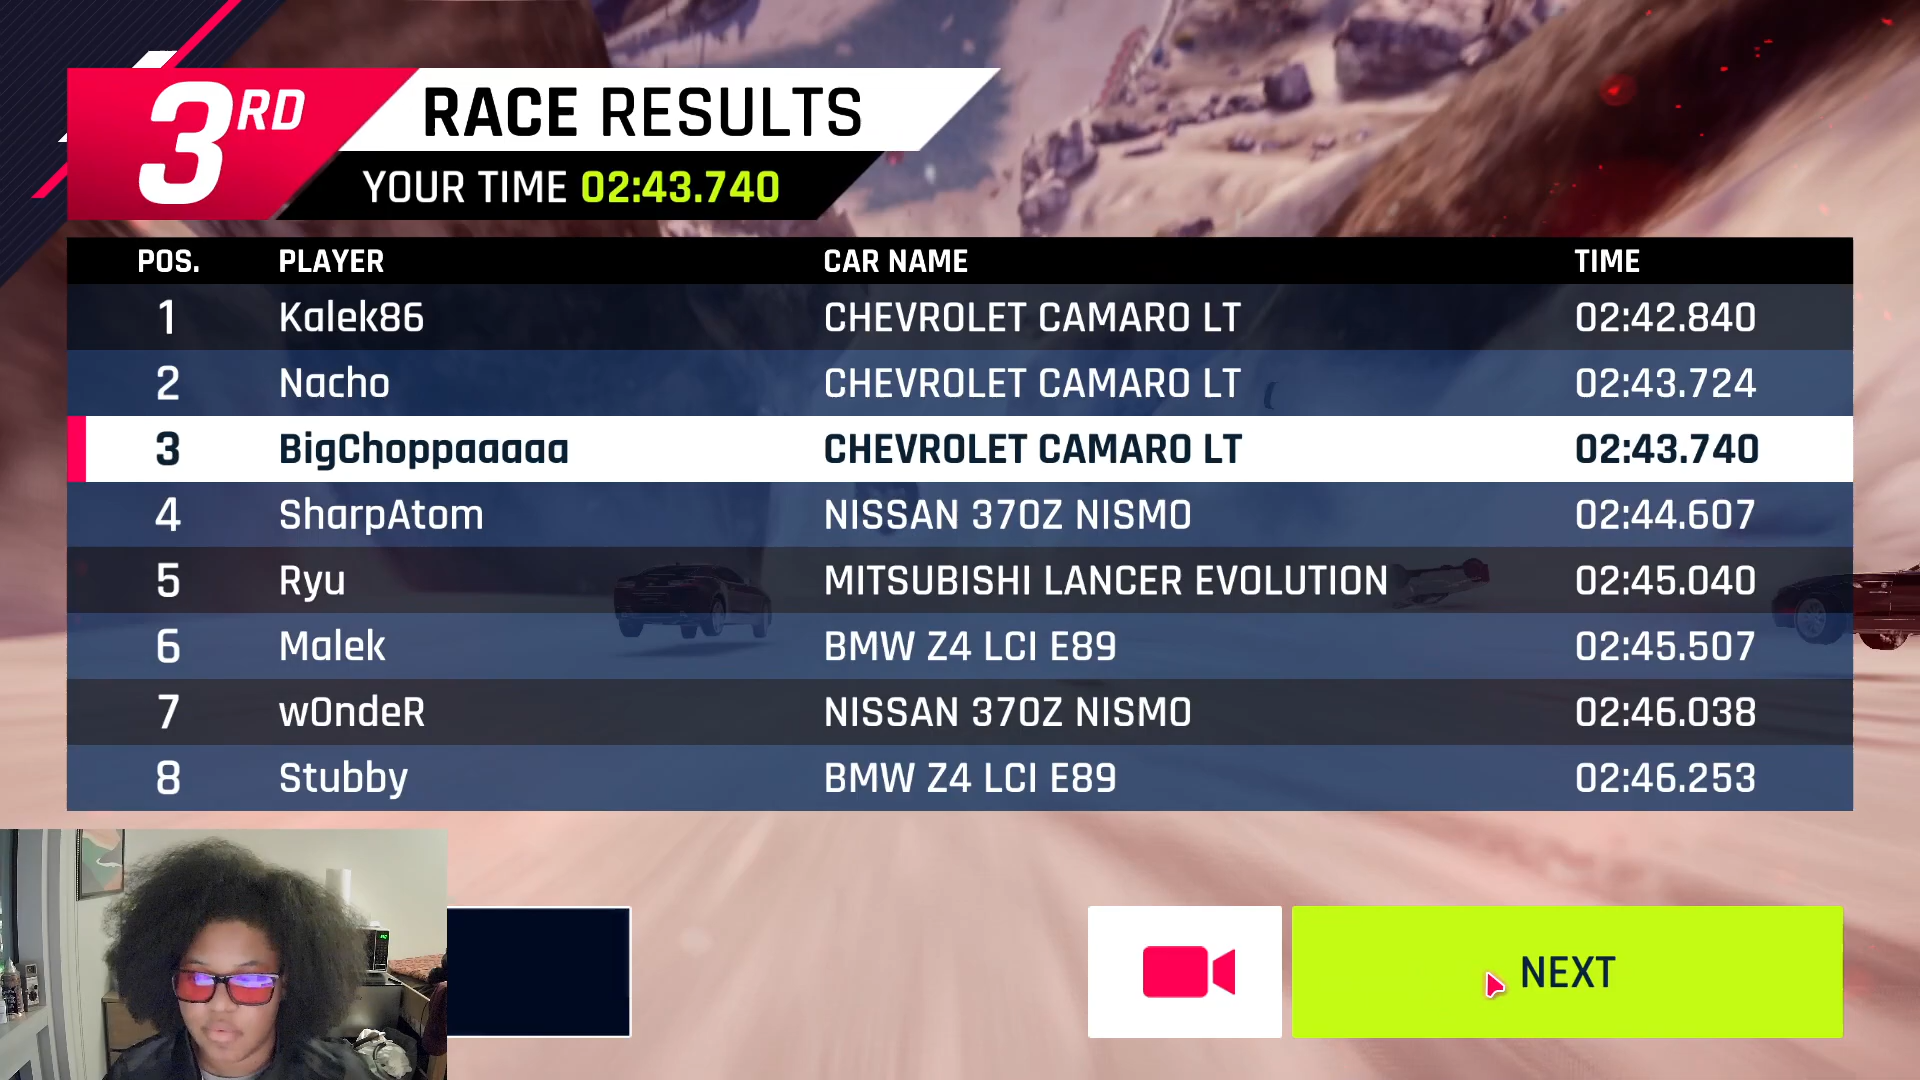 3RD
RACE RESULTS
YOUR TIME 02:43.740
POS. PLAYER CAR NAME TIME
1 Kalek86 CHEVROLET CAMARO LT 02:42.840
2 Nacho CHEVROLET CAMARO LT 02:43.724
3 BigChoppaaaaa CHEVROLET CAMARO LT 02:43.740
4 SharpAtom NISSAN 370Z NISMO 02:44.607
5 Ryu MITSUBISHI LANCER EVOLUTION 02:45.040
6 Malek BMW Z4 LCI E89 02:45.507
7 w0ndeR NISSAN 370Z NISMO 02:46.038
8 Stubby BMW Z4 LCI E89 02:46.253
NEXT